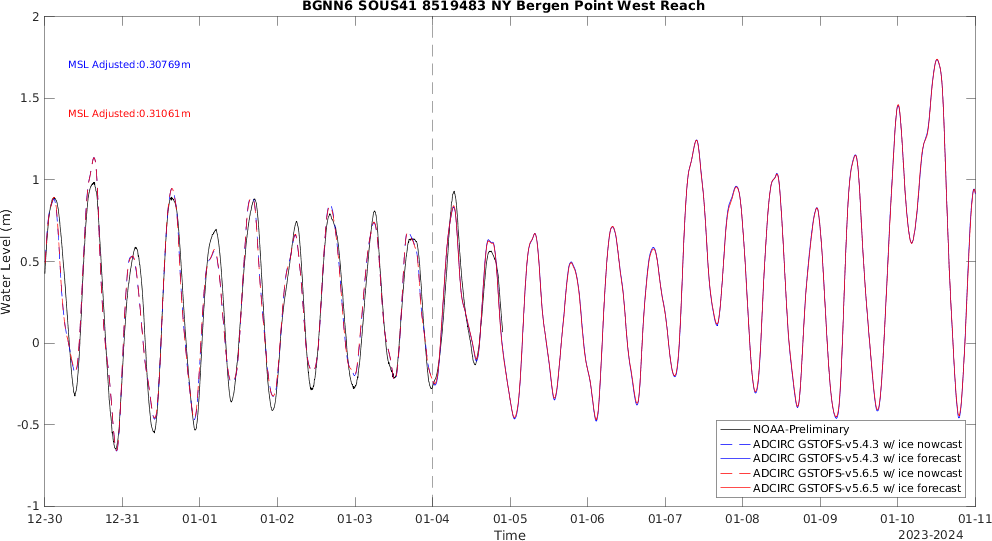 BGNN6 SOUS41 8519483 NY Bergen Point West Reach
2
1.5
1
0.5
0
-0.5
-1
Water Level (m)
MSL Adjusted:0.30769m
MSL Adjusted:0.31061m
NOAA-Preliminary
ADCIRC GSTOFS-v5.4.3 w/ ice nowcast
ADCIRC GSTOFS-v5.4.3 w/ ice forecast
ADCIRC GSTOFS-v5.6.5 w/ ice nowcast
ADCIRC GSTOFS-v5.6.5 w/ ice forecast
12-30 12-31 01-01 01-02 01-03 01-04 01-05 01-06 01-07 01-08 01-09 01-10 01-11
Time
2023-2024